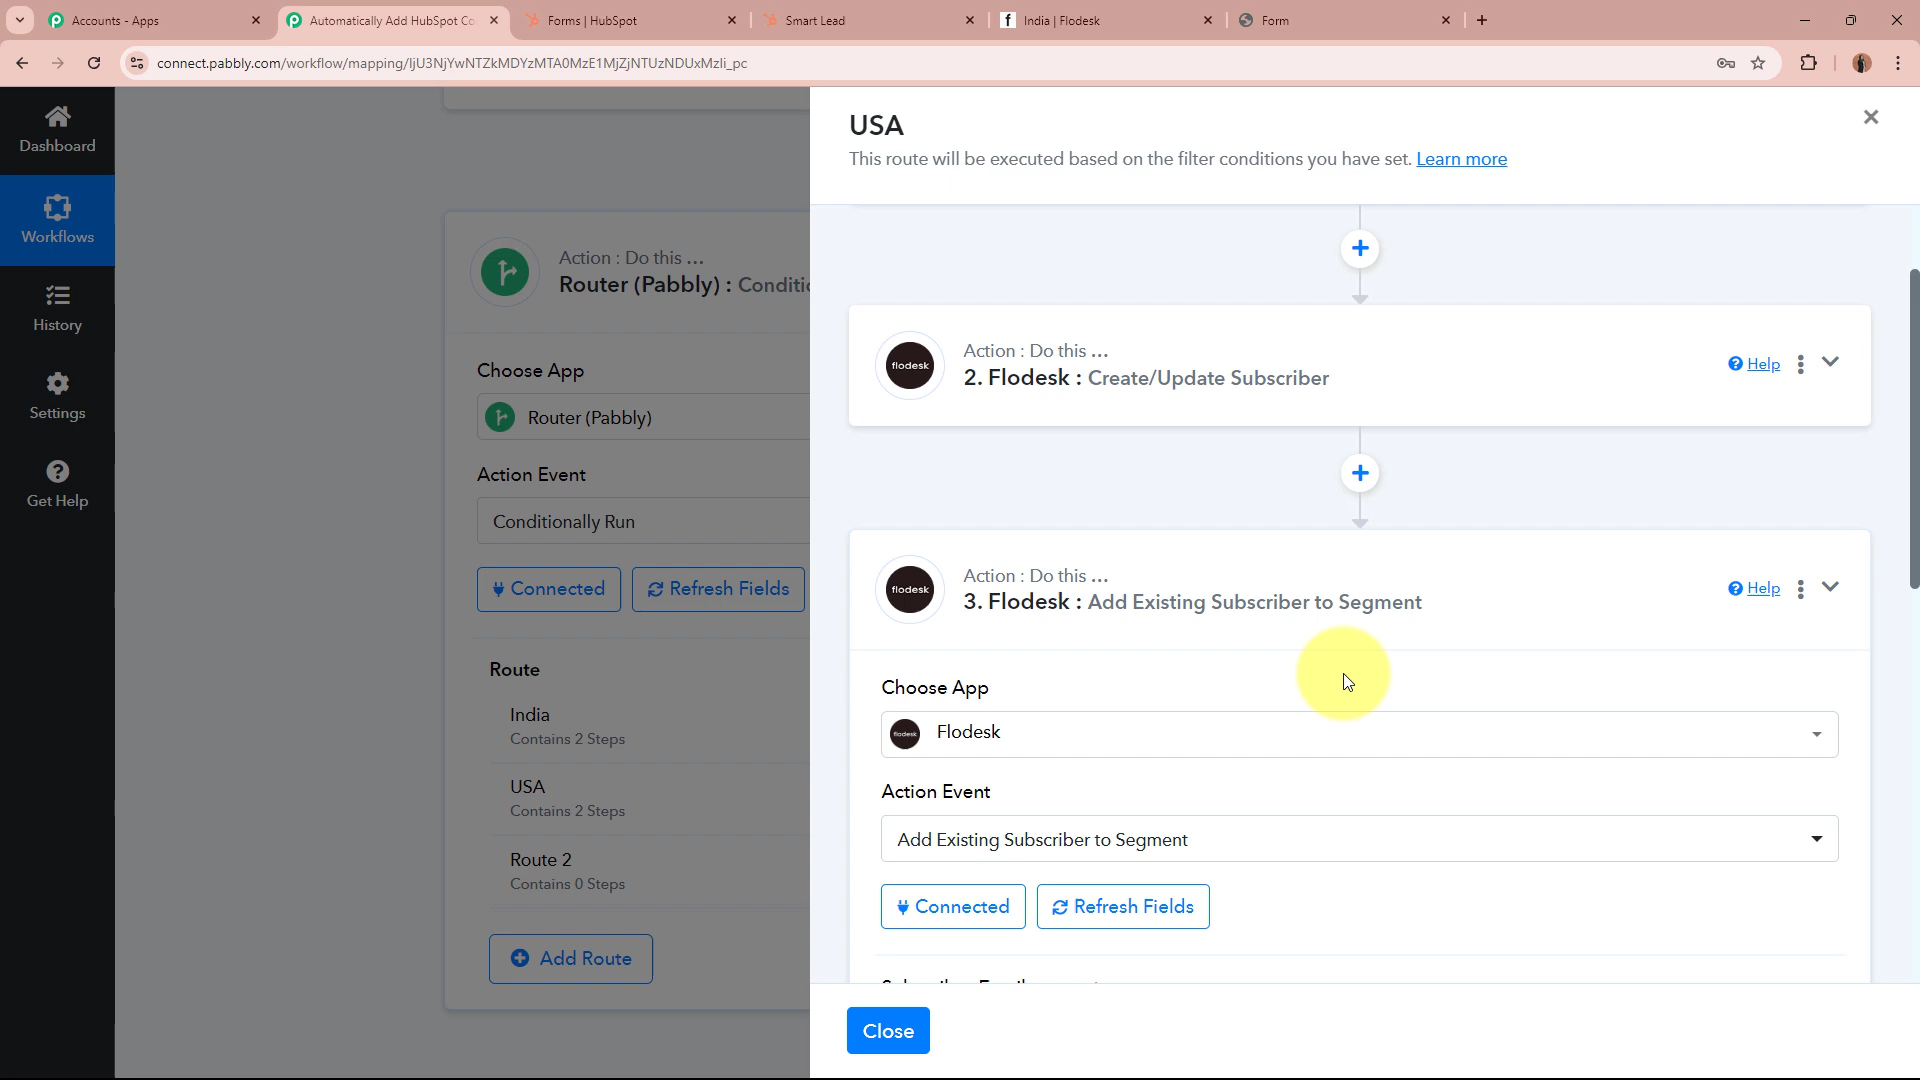 Accounts - Apps
Automatically Add HubSpot Co
Forms | HubSpot
Smart Lead
f India | Flodesk
Form
connect.pabbly.com/workflow/mapping/IjU3NjYwNTZkMDYzMTA0MzE1MjZjNTUzNDUxMzIi_pc
Dashboard
Workflows
History
Settings
Get Help
Action : Do this ...
Router (Pabbly) : Conditio
Choose App
Router (Pabbly)
Action Event
Conditionally Run
Connected
Refresh Fields
Route
India
Contains 2 Steps
USA
Contains 2 Steps
Route 2
Contains 0 Steps
Add Route
USA
This route will be executed based on the filter conditions you have set. Learn more
flodesk
Action : Do this ...
2. Flodesk : Create/Update Subscriber
Help
flodesk
Action : Do this ...
3. Flodesk : Add Existing Subscriber to Segment
Help
Choose App
flodesk
Flodesk
Action Event
Add Existing Subscriber to Segment
Connected
Refresh Fields
Close